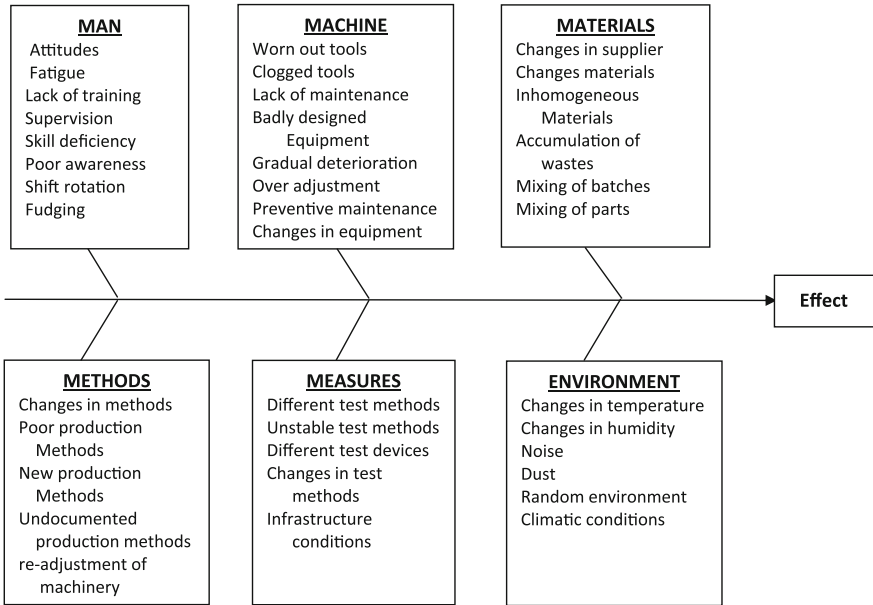 MAN
Attitudes
Fatigue
Lack of training
Supervision
Skill deficiency
Poor awareness
Shift rotation
Fudging
MACHINE
Worn out tools
Clogged tools
Lack of maintenance
Badly designed
Equipment
Gradual deterioration
Over adjustment
Preventive maintenance
Changes in equipment
MATERIALS
Changes in supplier
Changes materials
Inhomogeneous
Materials
Accumulation of
wastes
Mixing of batches
Mixing of parts
Effect
METHODS
Changes in methods
Poor production
Methods
New production
Methods
Undocumented
production methods
re-adjustment of
machinery
MEASURES
Different test methods
Unstable test methods
Different test devices
Changes in test
methods
Infrastructure
conditions
ENVIRONMENT
Changes in temperature
Changes in humidity
Noise
Dust
Random environment
Climatic conditions